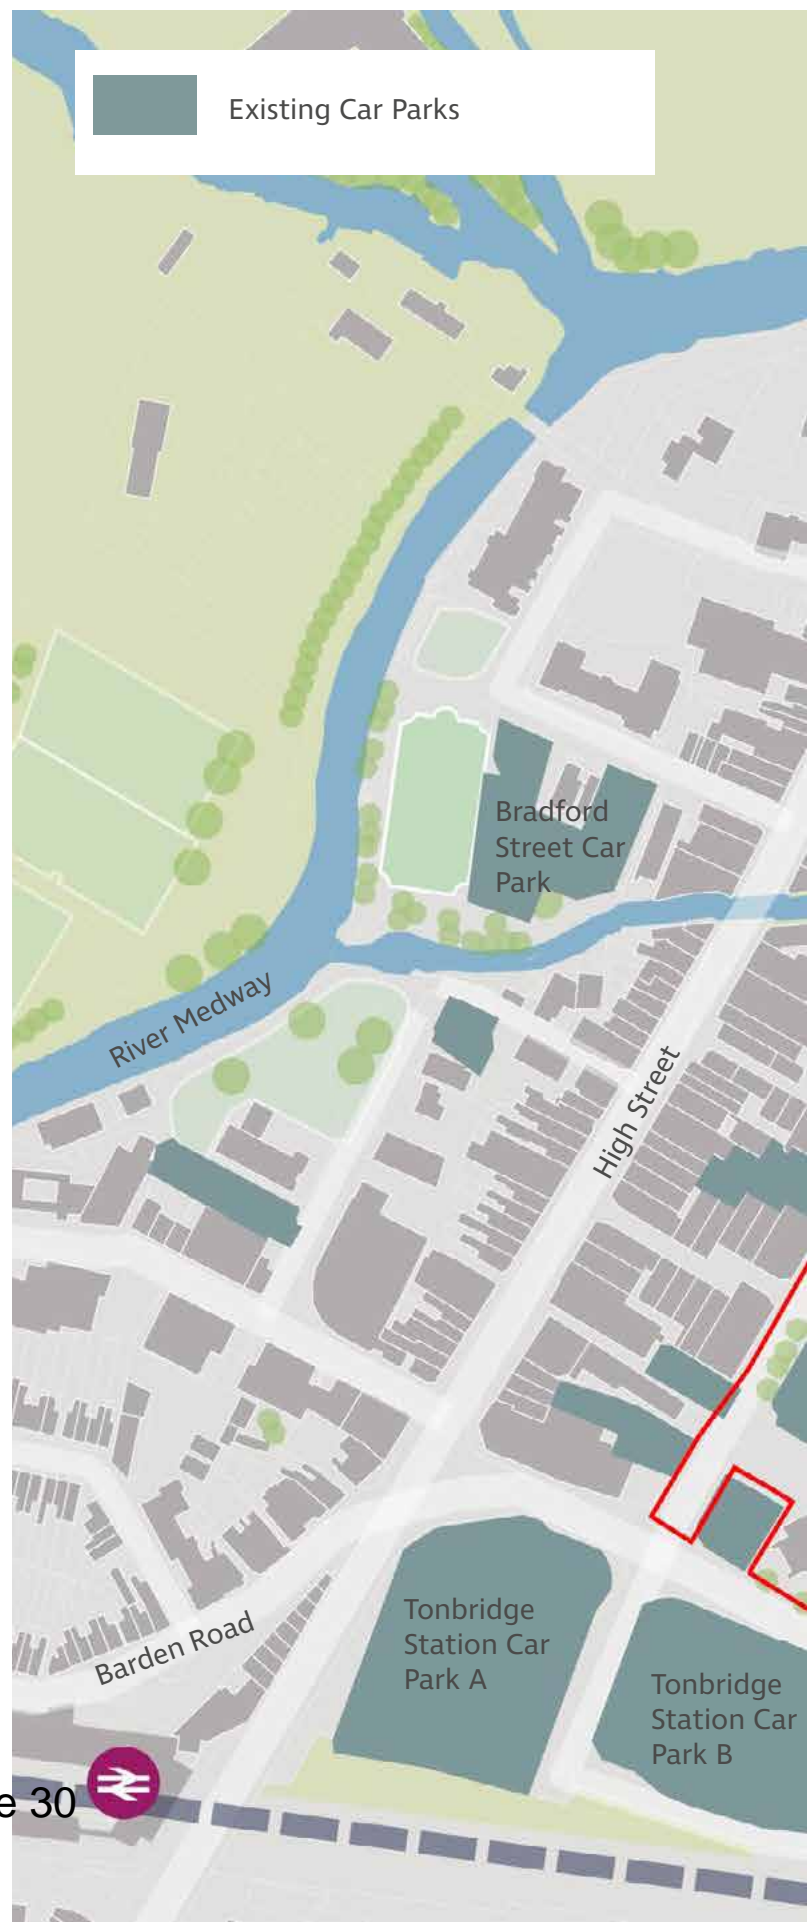 Existing Car Parks
Bradford
Street Car
Park
River Medway
High Street
Tonbridge
Station Car
Park A
Barden Road
Tonbridge
Station Car
Park B
e 30